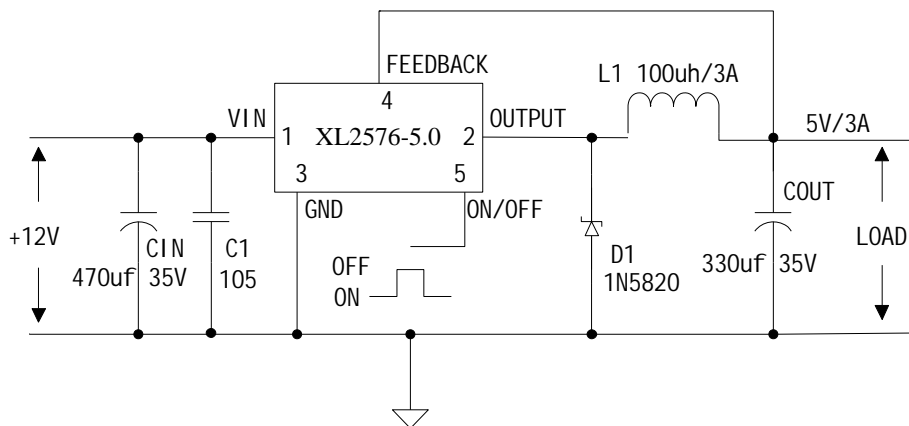 FEEDBACK
L1 100uh/3A
4
VIN
OUTPUT
5V/3A
1
XL2576-5.0
2
3
5
GND
ON/OFF
COUT
+12V
CIN
C1
D1
LOAD
470uf 35V
105
OFF
1N5820
330uf 35V
ON